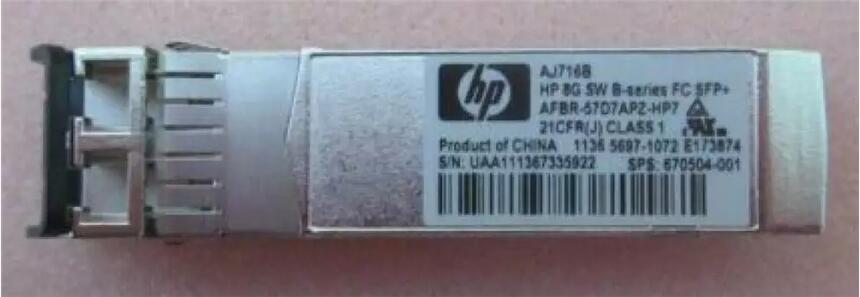 hp
AJ716B
HP 8G SW B-series FC SFP+
AFBR-57D7APZ-HP7
21CFR(J) CLASS 1
Product of CHINA 1136 5697-1072 E173874
S/N: UAA111367335922 SPS: 670504-001